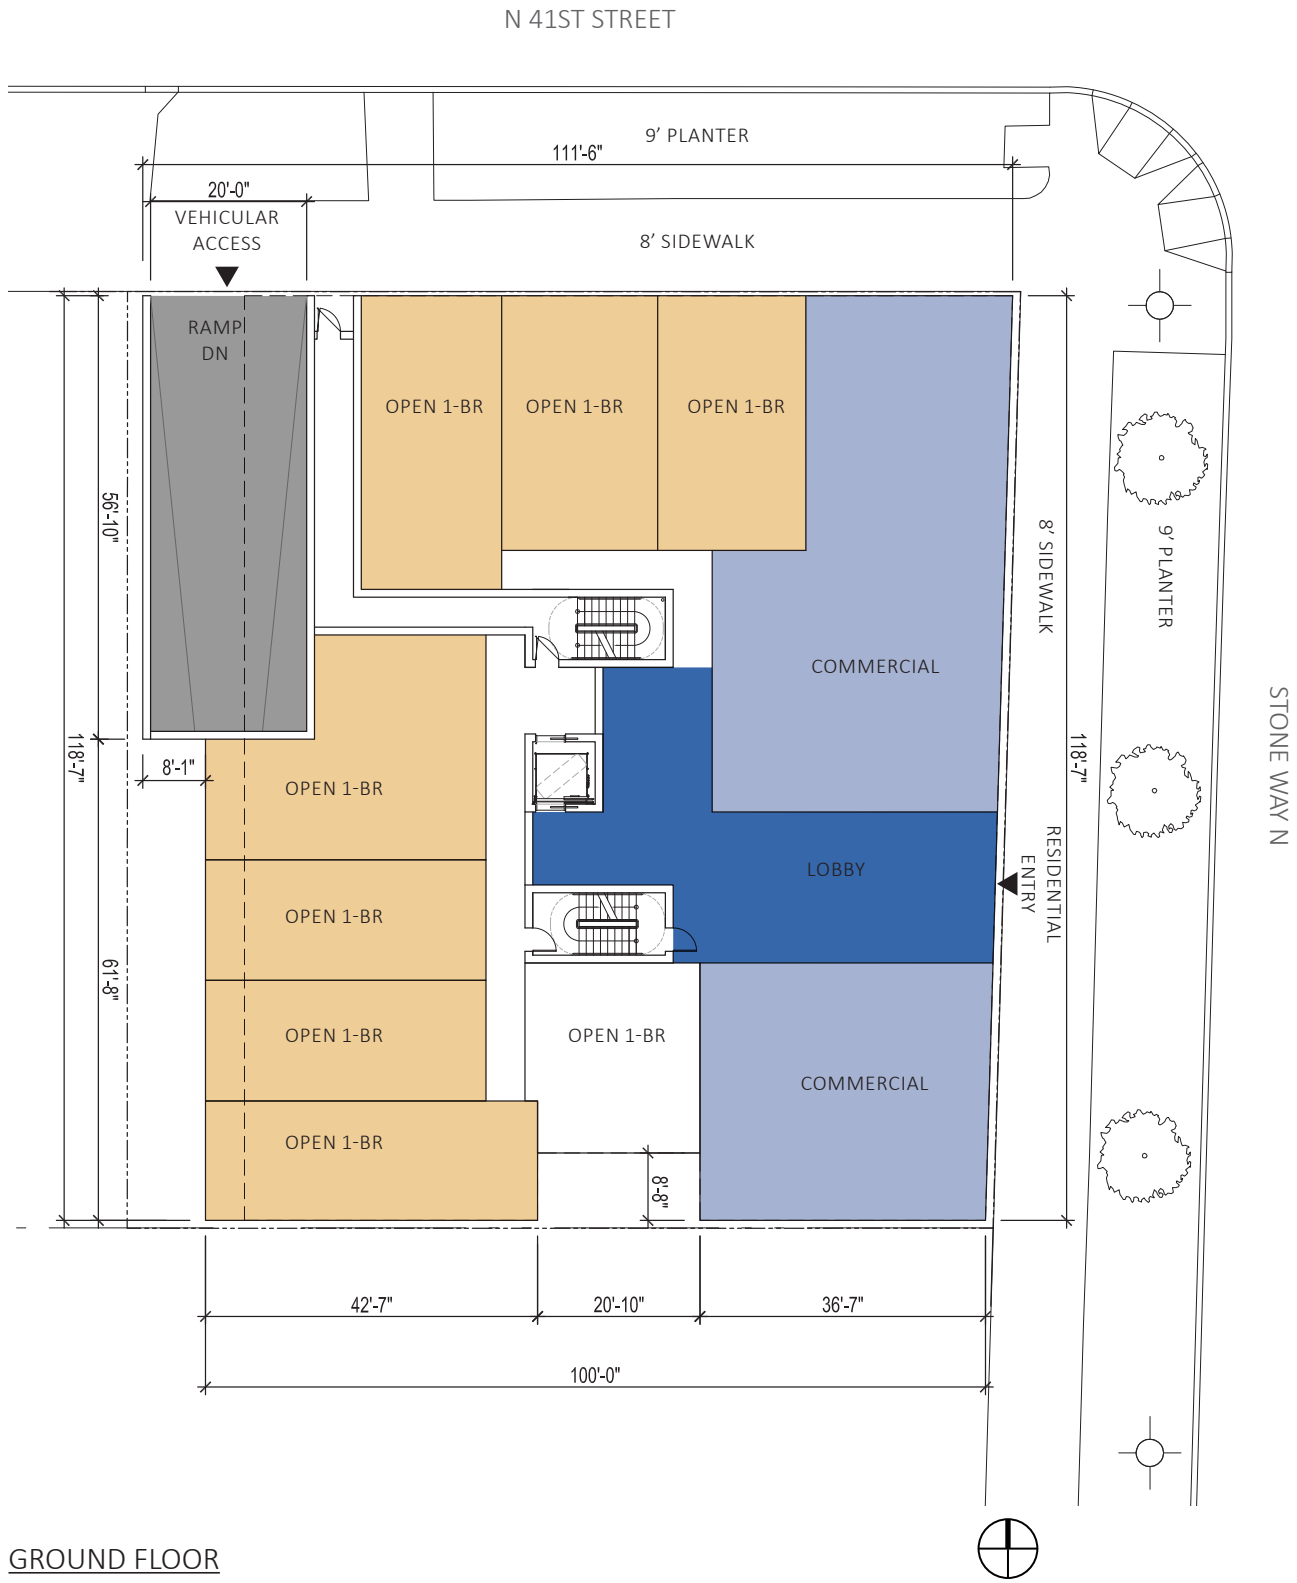 N 41ST STREET
9’ PLANTER
111'-6"
20'-0"
VEHICULAR
ACCESS
8’ SIDEWALK
RAMP
DN
OPEN 1-BR
OPEN 1-BR
OPEN 1-BR
56'-10"
8’ SIDEWALK
9’ PLANTER
COMMERCIAL
STONE WAY N
118'-7"
8'-1"
OPEN 1-BR
118'-7"
LOBBY
RESIDENTIAL
ENTRY
OPEN 1-BR
61'-8"
OPEN 1-BR
OPEN 1-BR
COMMERCIAL
OPEN 1-BR
8'-8"
42'-7"
20'-10"
36'-7"
100'-0"
GROUND FLOOR